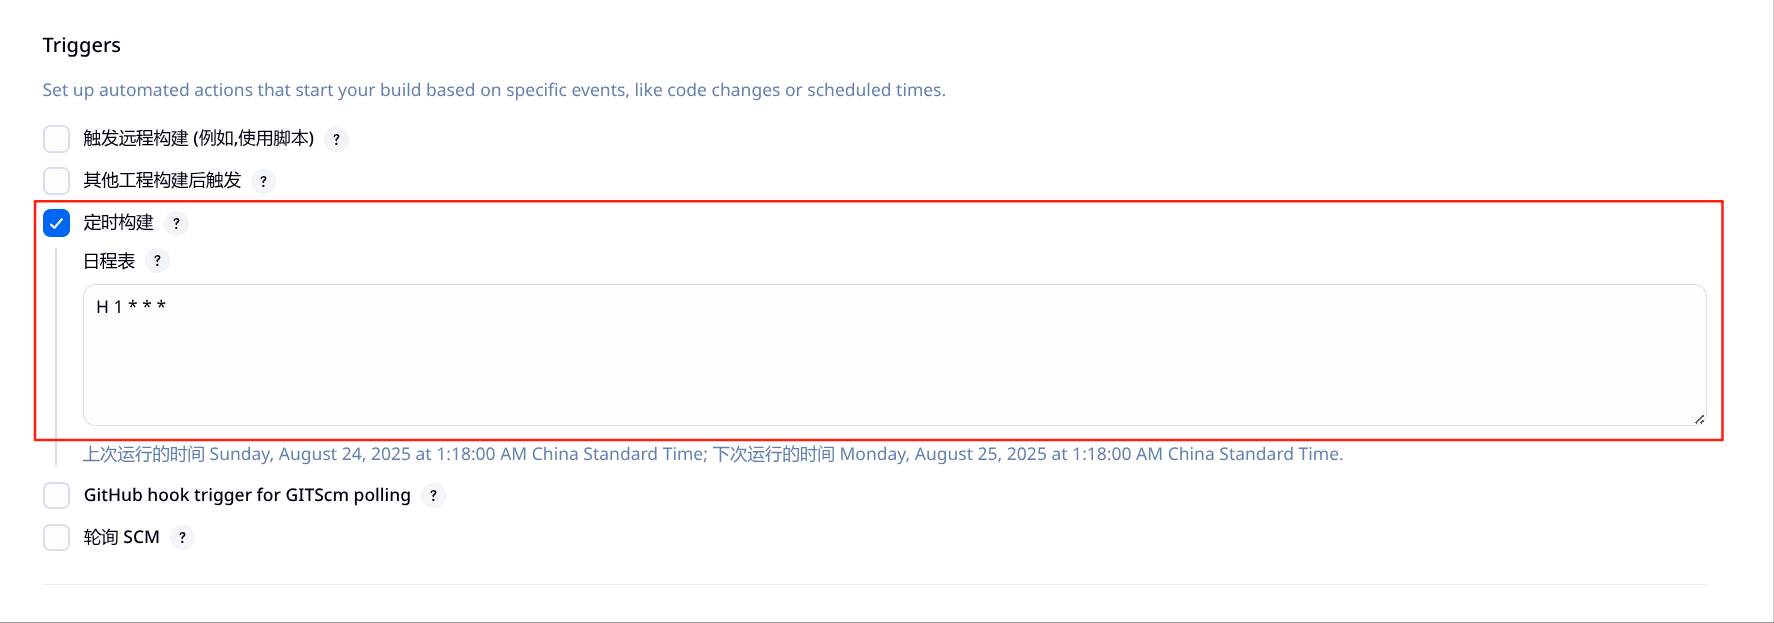 Triggers
Set up automated actions that start your build based on specific events, like code changes or scheduled times.
触发远程构建 (例如,使用脚本) ?
其他工程构建后触发 ?
定时构建 ?
日程表 ?
H 1 * * *
上次运行的时间 Sunday, August 24, 2025 at 1:18:00 AM China Standard Time; 下次运行的时间 Monday, August 25, 2025 at 1:18:00 AM China Standard Time.
GitHub hook trigger for GITScm polling ?
轮询 SCM ?